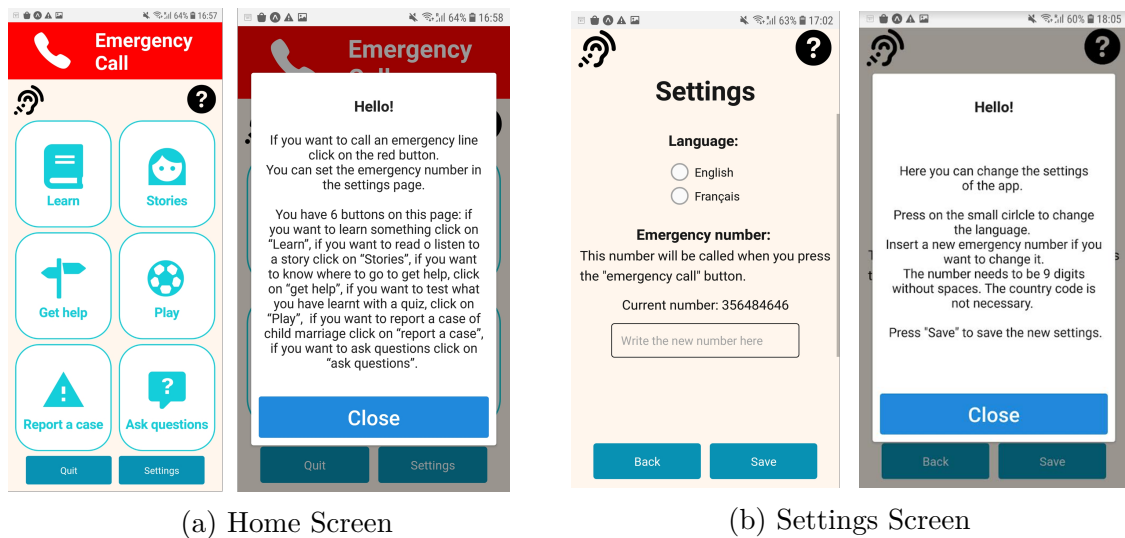 64% 16:57
Emergency
Call
?
Learn
Stories
Get help
Play
Report a case
?
Ask questions
Quit
Settings
64% 16:58
Emergency
Hello!
If you want to call an emergency line
click on the red button.
You can set the emergency number in
the settings page.
You have 6 buttons on this page: if
you want to learn something click on
“Learn”, if you want to read o listen to
a story click on “Stories”, if you want
to know where to go to get help, click
on “get help”, if you want to test what
you have learnt with a quiz, click on
“Play”,  if you want to report a case of
child marriage click on “report a case”,
if you want to ask questions click on
“ask questions”.
Close
Quit
Settings
(a) Home Screen
63% 17:02
?
Settings
Language:
English
Français
Emergency number:
This number will be called when you press
the "emergency call" button.
Current number: 356484646
Write the new number here
Back
Save
60% 18:05
?
Hello!
Here you can change the settings
of the app.
Press on the small cirlcle to change
the language.
Insert a new emergency number if you
want to change it.
The number needs to be 9 digits
without spaces. The country code is
not necessary.
Press "Save" to save the new settings.
Close
Back
Save
(b) Settings Screen